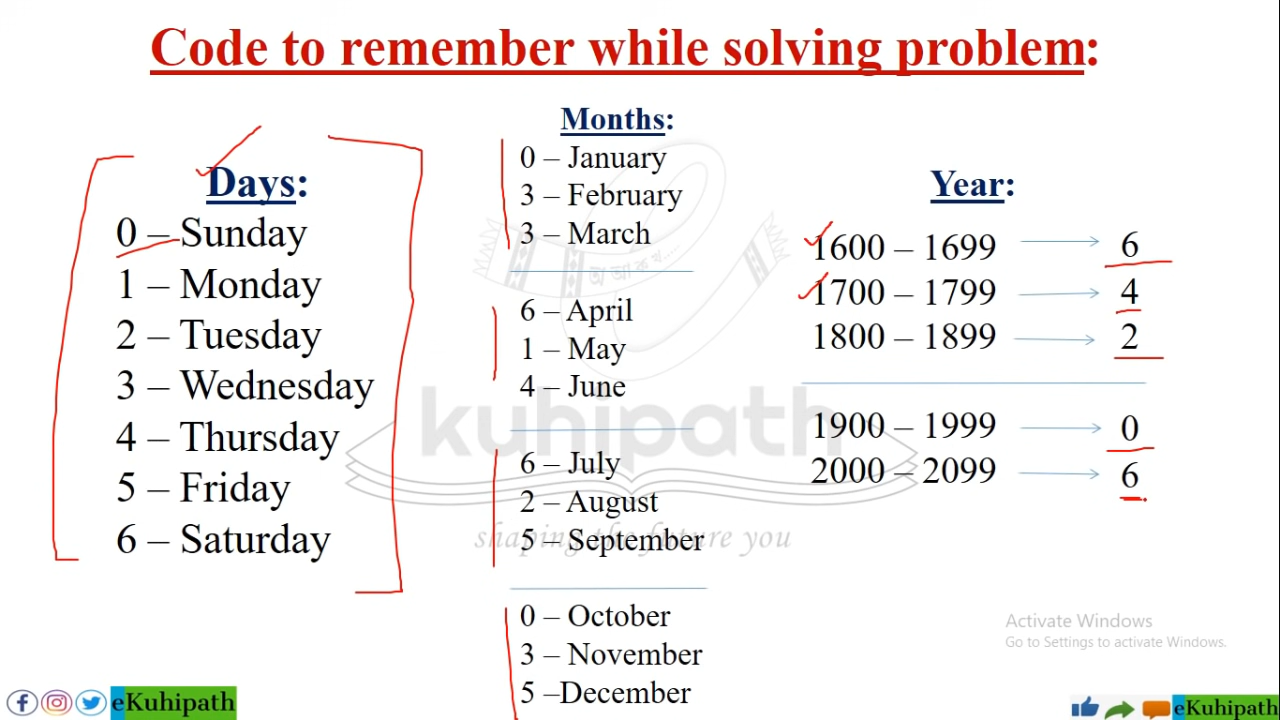 Code to remember while solving problem:
Days:
0 – Sunday
1 – Monday
2 – Tuesday
3 – Wednesday
4 – Thursday
5 – Friday
6 – Saturday
Months:
0 – January
3 – February
3 – March
6 – April
1 – May
4 – June
6 – July
2 – August
5 – September
0 – October
3 – November
5 –December
Year:
1600 – 1699 6
1700 – 1799 4
1800 – 1899 2
1900 – 1999 0
2000 – 2099 6
অ আ ক খ...
kuhipath
shaping the future you
Activate Windows
Go to Settings to activate Windows.
eKuhipath
eKuhipath